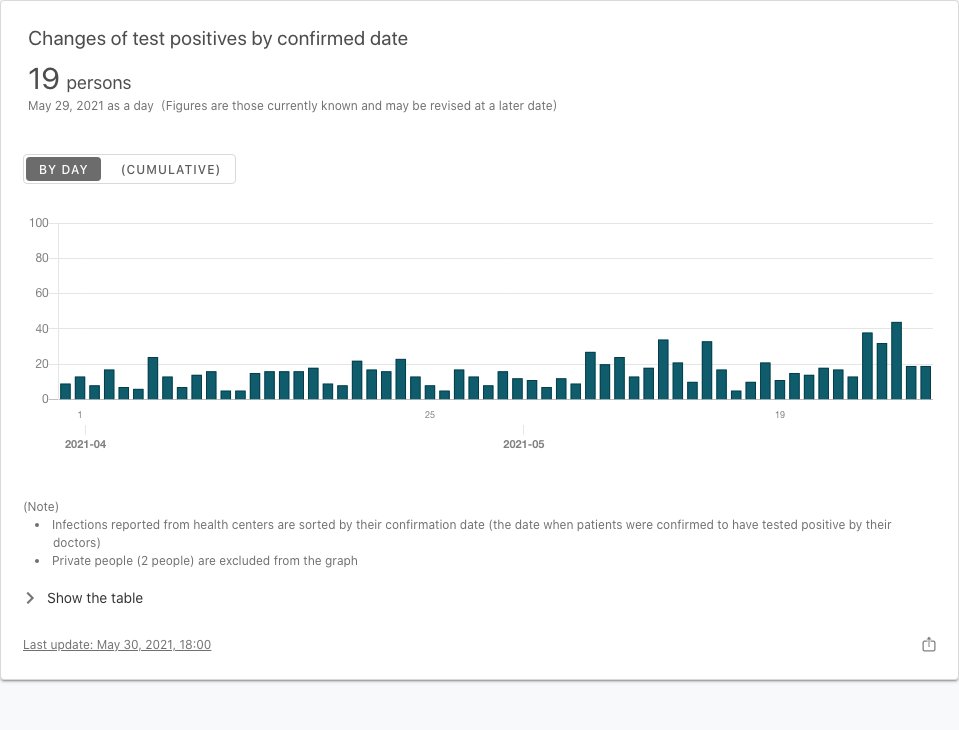 Changes of test positives by confirmed date
19 persons
May 29, 2021 as a day (Figures are those currently known and may be revised at a later date)
BY DAY (CUMULATIVE)
100
80
60
40
20
0
1 25 19
2021-04 2021-05
(Note)
• Infections reported from health centers are sorted by their confirmation date (the date when patients were confirmed to have tested positive by their
doctors)
• Private people (2 people) are excluded from the graph
Show the table
Last update: May 30, 2021, 18:00